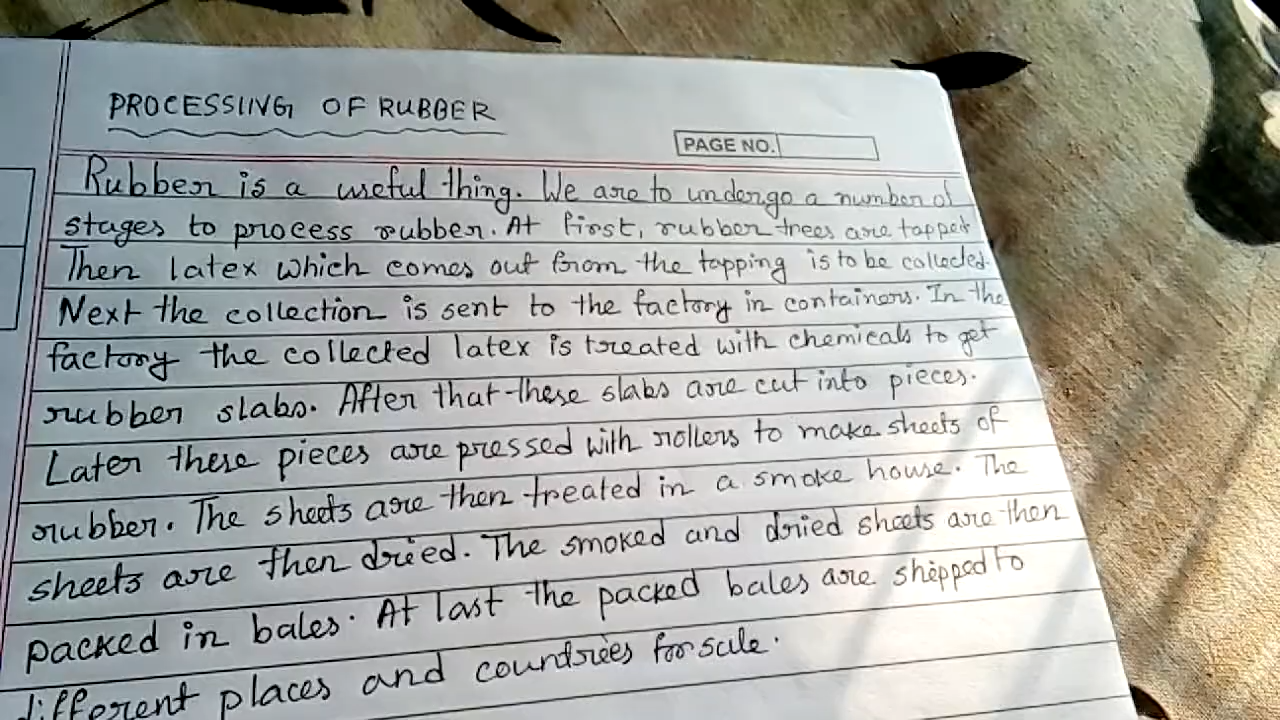 PROCESSING OF RUBBER
PAGE NO.
Rubber is a useful thing. We are to undergo a number of
stages to process rubber. At first, rubber trees are tapped
Then latex which comes out from the tapping is to be collected.
Next the collection is sent to the factory in containers. In the
factory the collected latex is treated with chemicals to get
rubber slabs. After that these slabs are cut into pieces.
Later these pieces are pressed with rollers to make sheets of
rubber. The sheets are then treated in a smoke house. The
sheets are then dried. The smoked and dried sheets are then
packed in bales. At last the packed bales are shipped to
different places and countries for sale.